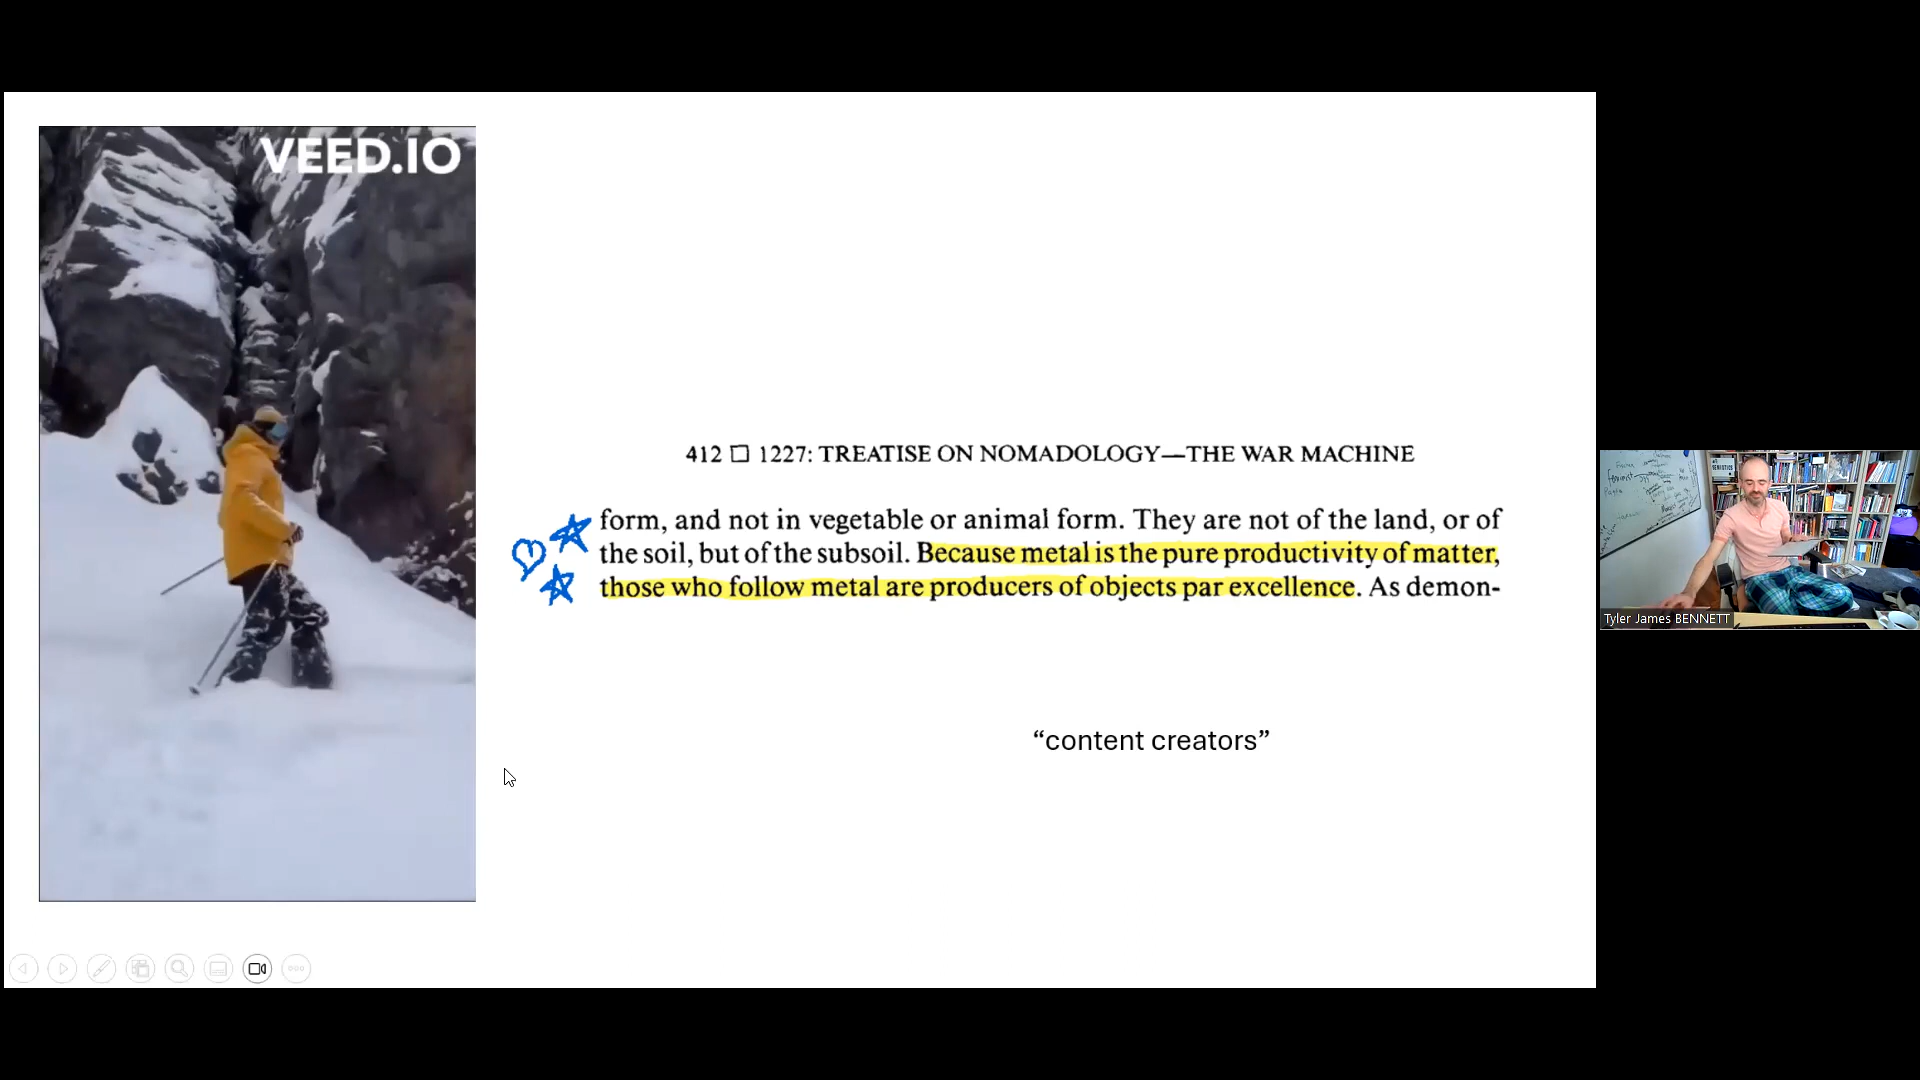 VEED.IO
412 □ 1227: TREATISE ON NOMADOLOGY—THE WAR MACHINE
form, and not in vegetable or animal form. They are not of the land, or of
the soil, but of the subsoil. Because metal is the pure productivity of matter,
those who follow metal are producers of objects par excellence. As demon-
“content creators”
Tyler James BENNETT